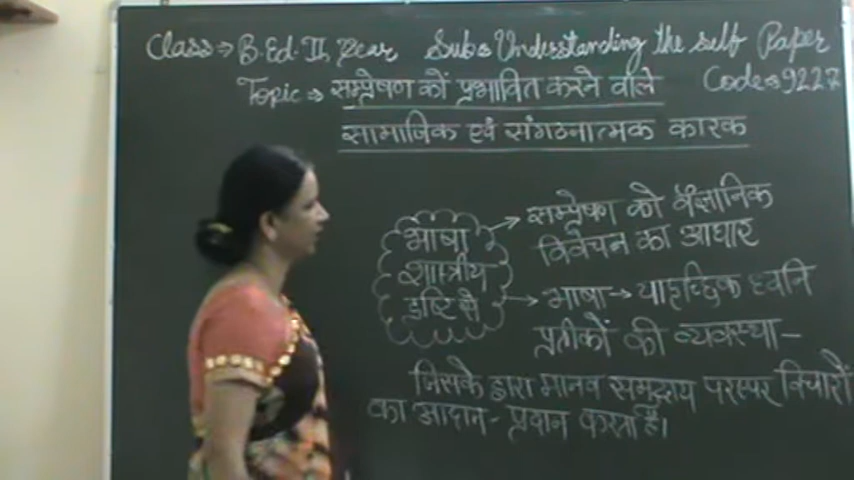 Class → B.Ed. II, Year Sub: Understanding the self Paper
Topic → सम्प्रेषण को प्रभावित करने वाले Code: 9227
सामाजिक एवं संगठनात्मक कारक
भाषा
शास्त्रीय
दृष्टि से
→ सम्प्रेषण को वैज्ञानिक
विवेचन का आधार
→ भाषा → यादृच्छिक ध्वनि
प्रतीकों की व्यवस्था -
जिसके द्वारा मानव समुदाय परस्पर विचारों
का आदान - प्रदान करता है।